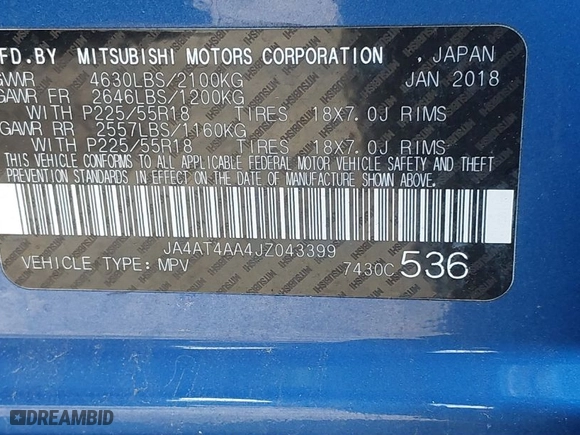 MFD.BY MITSUBISHI MOTORS CORPORATION , JAPAN
GVWR 4630LBS/2100KG JAN 2018
GAWR FR 2646LBS/1200KG
WITH P225/55R18 TIRES 18X7.0J RIMS
GAWR RR 2557LBS/1160KG
WITH P225/55R18 TIRES 18X7.0J RIMS
THIS VEHICLE CONFORMS TO ALL APPLICABLE FEDERAL MOTOR VEHICLE SAFETY AND THEFT
PREVENTION STANDARDS IN EFFECT ON THE DATE OF MANUFACTURE SHOWN ABOVE.
JA4AT4AA4JZ043399
VEHICLE TYPE: MPV 7430C 536
DREAMBID